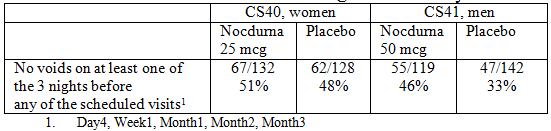 CS40, women CS41, men
Nocdurna Placebo Nocdurna Placebo
25 mcg 50 mcg
No voids on at least one of 67/132 62/128 55/119 47/142
the 3 nights before 51% 48% 46% 33%
any of the scheduled visits1
1. Day4, Week1, Month1, Month2, Month3